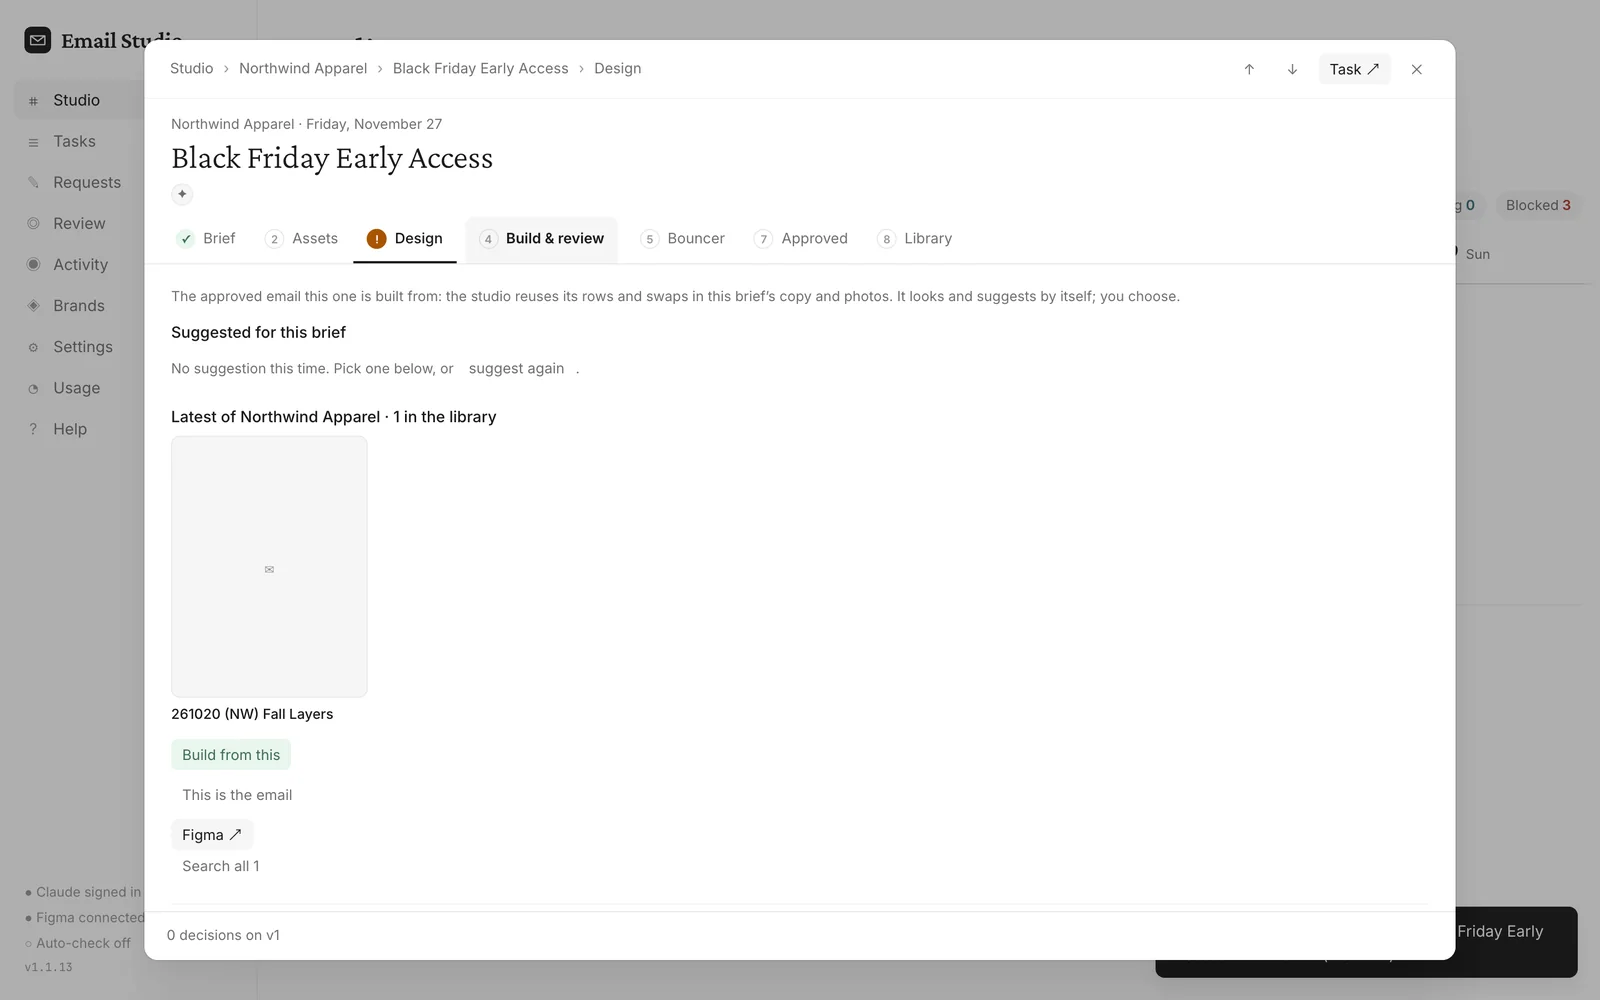 Email Studio
Studio
Tasks
Requests
Review
Activity
Brands
Settings
Usage
? Help
Claude signed in
Figma connected
Auto-check off
v1.1.13
Studio › Northwind Apparel › Black Friday Early Access › Design
↑ ↓ Task ↗ ×
Northwind Apparel · Friday, November 27
Black Friday Early Access
✓ Brief 2 Assets ! Design 4 Build & review 5 Bouncer 7 Approved 8 Library
The approved email this one is built from: the studio reuses its rows and swaps in this brief’s copy and photos. It looks and suggests by itself; you choose.
Suggested for this brief
No suggestion this time. Pick one below, or suggest again .
Latest of Northwind Apparel · 1 in the library
261020 (NW) Fall Layers
Build from this
This is the email
Figma ↗
Search all 1
0 decisions on v1
0 Blocked 3
Sun
Friday Early